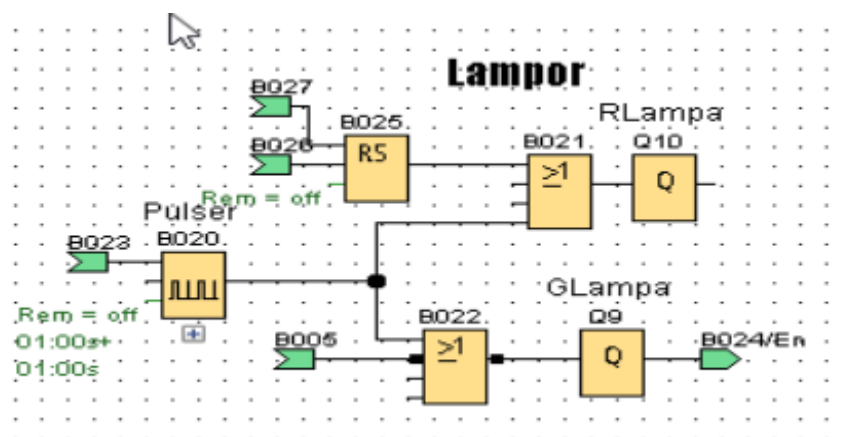 Lampor
B027
B025
B026
RS
Rem = off
B021
≥1
RLampa
Q10
Q
Pulser
B023
B020
Rem = off
01:00s+
01:00s
B005
B022
≥1
GLampa
Q9
Q
B024/En